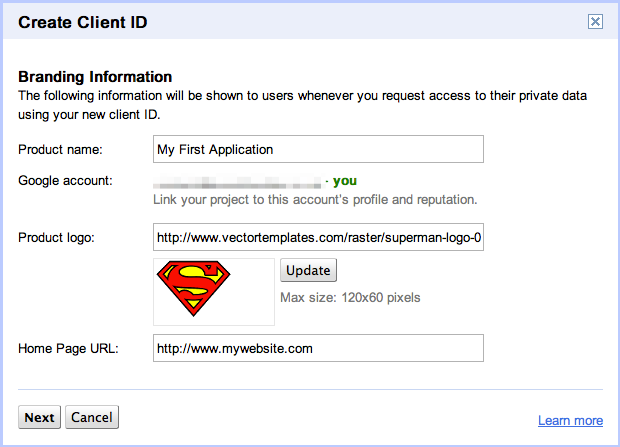 Create Client ID
Branding Information
The following information will be shown to users whenever you request access to their private data
using your new client ID.
Product name: My First Application
Google account: - you
Link your project to this account's profile and reputation.
Product logo: http://www.vectortemplates.com/raster/superman-logo-0
S
Update
Max size: 120x60 pixels
Home Page URL: http://www.mywebsite.com
Next Cancel
Learn more